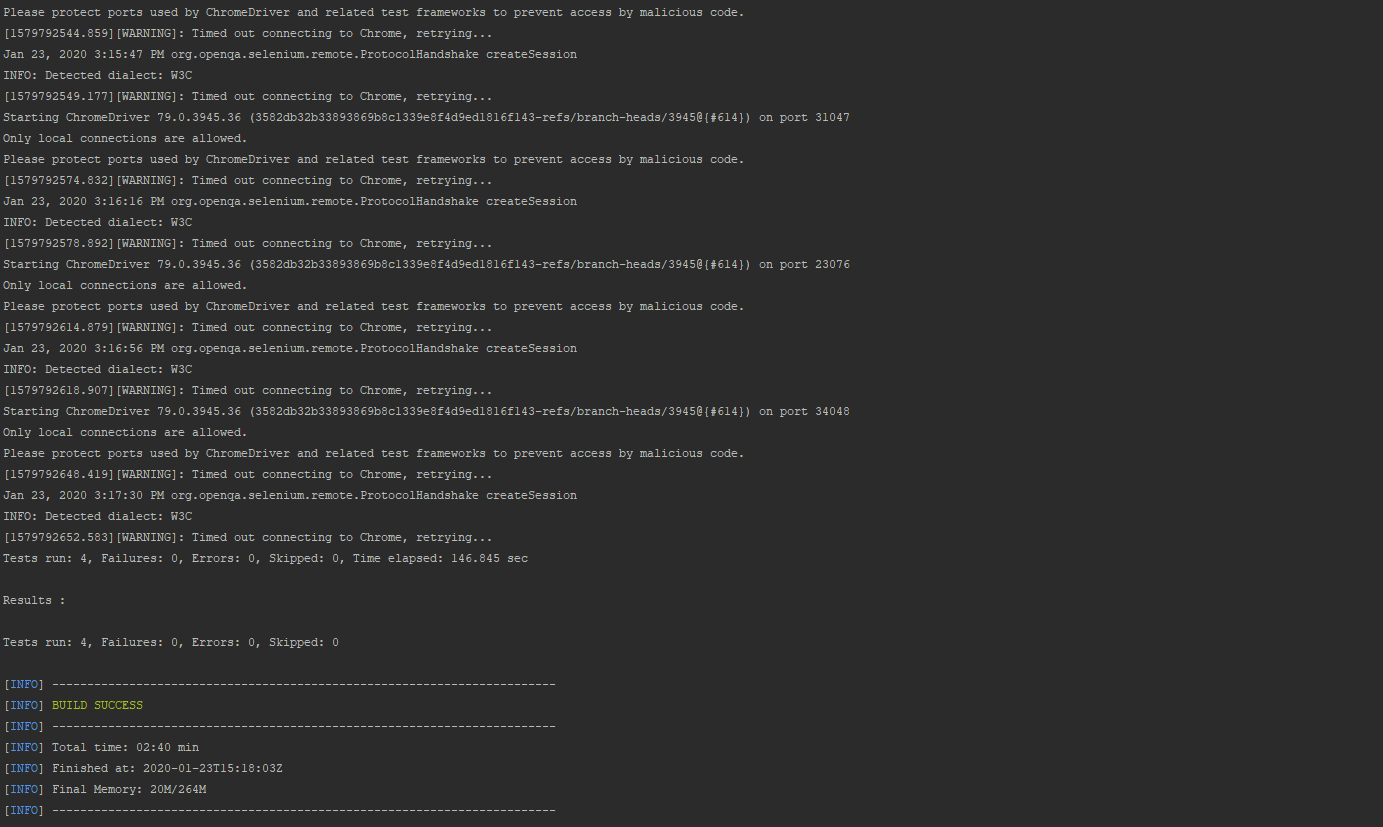 Please protect ports used by ChromeDriver and related test frameworks to prevent access by malicious code.
[1579792544.859][WARNING]: Timed out connecting to Chrome, retrying...
Jan 23, 2020 3:15:47 PM org.openqa.selenium.remote.ProtocolHandshake createSession
INFO: Detected dialect: W3C
[1579792549.177][WARNING]: Timed out connecting to Chrome, retrying...
Starting ChromeDriver 79.0.3945.36 (3582db32b33893869b8c1339e8f4d9ed1816f143-refs/branch-heads/3945@{#614}) on port 31047
Only local connections are allowed.
Please protect ports used by ChromeDriver and related test frameworks to prevent access by malicious code.
[1579792574.832][WARNING]: Timed out connecting to Chrome, retrying...
Jan 23, 2020 3:16:16 PM org.openqa.selenium.remote.ProtocolHandshake createSession
INFO: Detected dialect: W3C
[1579792578.892][WARNING]: Timed out connecting to Chrome, retrying...
Starting ChromeDriver 79.0.3945.36 (3582db32b33893869b8c1339e8f4d9ed1816f143-refs/branch-heads/3945@{#614}) on port 23076
Only local connections are allowed.
Please protect ports used by ChromeDriver and related test frameworks to prevent access by malicious code.
[1579792614.879][WARNING]: Timed out connecting to Chrome, retrying...
Jan 23, 2020 3:16:56 PM org.openqa.selenium.remote.ProtocolHandshake createSession
INFO: Detected dialect: W3C
[1579792618.907][WARNING]: Timed out connecting to Chrome, retrying...
Starting ChromeDriver 79.0.3945.36 (3582db32b33893869b8c1339e8f4d9ed1816f143-refs/branch-heads/3945@{#614}) on port 34048
Only local connections are allowed.
Please protect ports used by ChromeDriver and related test frameworks to prevent access by malicious code.
[1579792648.419][WARNING]: Timed out connecting to Chrome, retrying...
Jan 23, 2020 3:17:30 PM org.openqa.selenium.remote.ProtocolHandshake createSession
INFO: Detected dialect: W3C
[1579792652.583][WARNING]: Timed out connecting to Chrome, retrying...
Tests run: 4, Failures: 0, Errors: 0, Skipped: 0, Time elapsed: 146.845 sec
Results :
Tests run: 4, Failures: 0, Errors: 0, Skipped: 0
[INFO] ------------------------------------------------------------------------
[INFO] BUILD SUCCESS
[INFO] ------------------------------------------------------------------------
[INFO] Total time: 02:40 min
[INFO] Finished at: 2020-01-23T15:18:03Z
[INFO] Final Memory: 20M/264M
[INFO] ------------------------------------------------------------------------